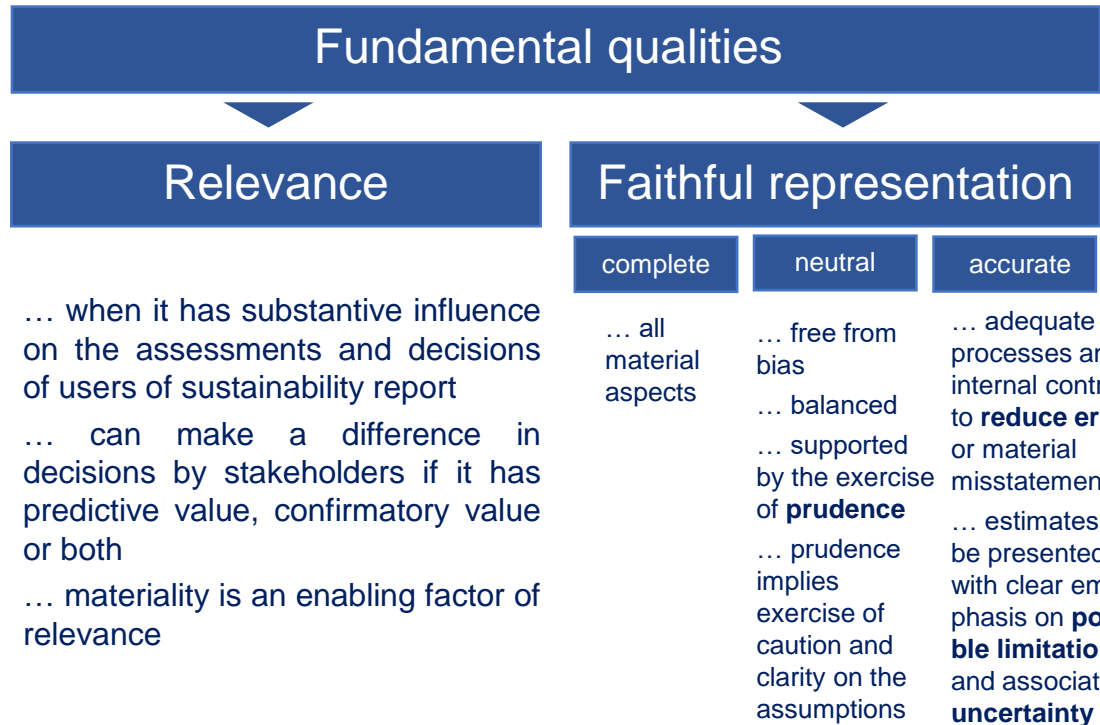 Fundamental qualities
Relevance
Faithful representation
… when it has substantive influence
on the assessments and decisions
of users of sustainability report
… can make a difference in
decisions by stakeholders if it has
predictive value, confirmatory value
or both
… materiality is an enabling factor of
relevance
complete
… all
material
aspects
neutral
… free from
bias
… balanced
… supported
by the exercise
of prudence
… prudence
implies
exercise of
caution and
clarity on the
assumptions
accurate
… adequate
processes
internal
to reduce
or material
… estimates
be presented
with clear em
phasis on
ble
and
uncertainty